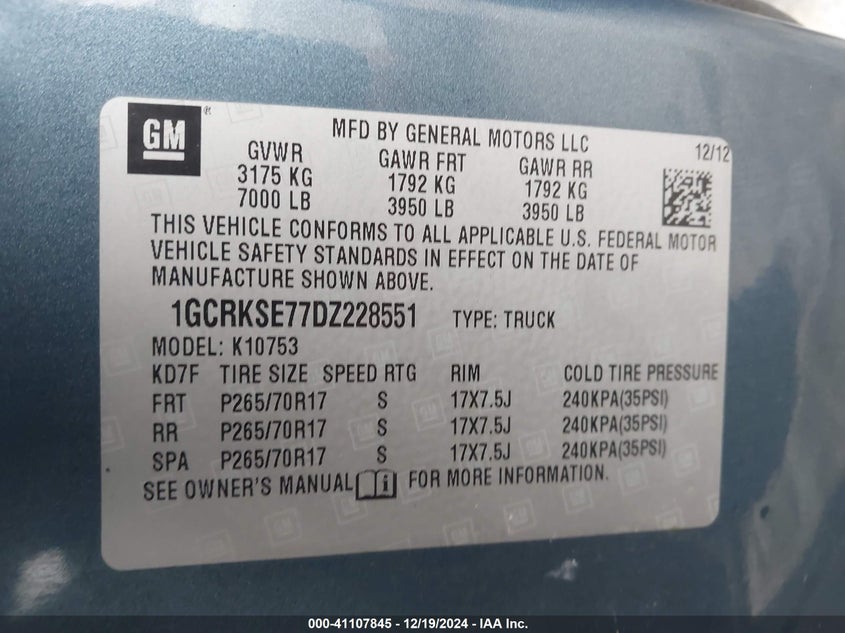 GM
MFD BY GENERAL MOTORS LLC
12/12
GVWR GAWR FRT GAWR RR
3175 KG 1792 KG 1792 KG
7000 LB 3950 LB 3950 LB
THIS VEHICLE CONFORMS TO ALL APPLICABLE U.S. FEDERAL MOTOR
VEHICLE SAFETY STANDARDS IN EFFECT ON THE DATE OF
MANUFACTURE SHOWN ABOVE.
1GCRKSE77DZ228551 TYPE: TRUCK
MODEL: K10753
KD7F TIRE SIZE SPEED RTG RIM COLD TIRE PRESSURE
FRT P265/70R17 S 17X7.5J 240KPA(35PSI)
RR P265/70R17 S 17X7.5J 240KPA(35PSI)
SPA P265/70R17 S 17X7.5J 240KPA(35PSI)
SEE OWNER'S MANUAL i FOR MORE INFORMATION.
000-41107845 - 12/19/2024 - IAA Inc.